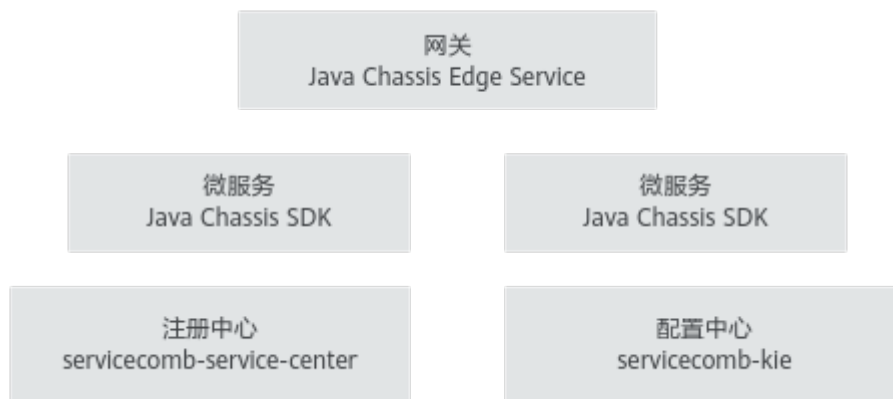 网关
Java Chassis Edge Service
微服务
Java Chassis SDK
微服务
Java Chassis SDK
注册中心
servicecomb-service-center
配置中心
servicecomb-kie